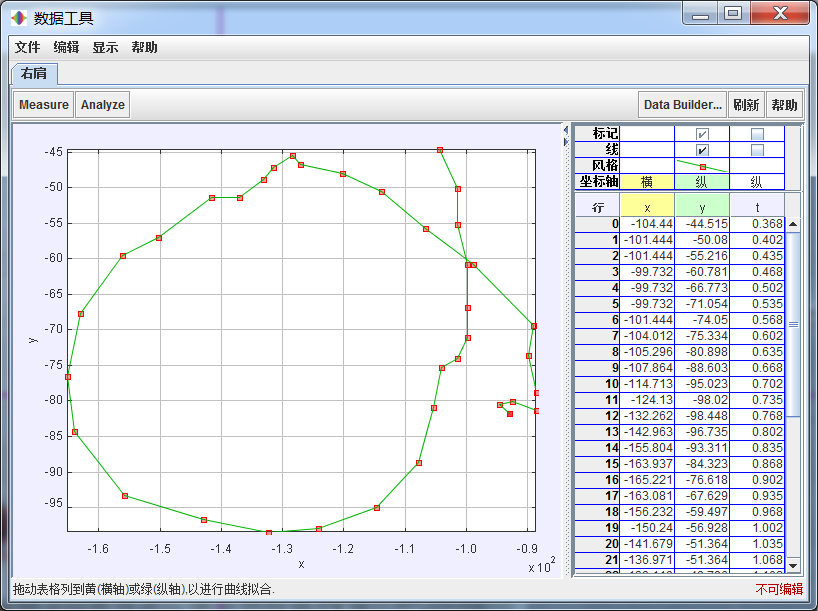 数据工具
文件 编辑 显示 帮助
右肩
Measure Analyze Data Builder... 刷新 帮助
标记
线
风格
坐标轴 横 纵 纵
行 x y t
0 -104.44 -44.515 0.368
1 -101.444 -50.08 0.402
2 -101.444 -55.216 0.435
3 -99.732 -60.781 0.468
4 -99.732 -66.773 0.502
5 -99.732 -71.054 0.535
6 -101.444 -74.05 0.568
7 -104.012 -75.334 0.602
8 -105.296 -80.898 0.635
9 -107.864 -88.603 0.668
10 -114.713 -95.023 0.702
11 -124.13 -98.02 0.735
12 -132.262 -98.448 0.768
13 -142.963 -96.735 0.802
14 -155.804 -93.311 0.835
15 -163.937 -84.323 0.868
16 -165.221 -76.618 0.902
17 -163.081 -67.629 0.935
18 -156.232 -59.497 0.968
19 -150.24 -56.928 1.002
20 -141.679 -51.364 1.035
21 -136.971 -51.364 1.068
-45
-50
-55
-60
-65
-70
-75
-80
-85
-90
-95
y
-1.6 -1.5 -1.4 -1.3 -1.2 -1.1 -1.0 -0.9
x
x 10²
拖动表格列到黄(横轴)或绿(纵轴),以进行曲线拟合. 不可编辑